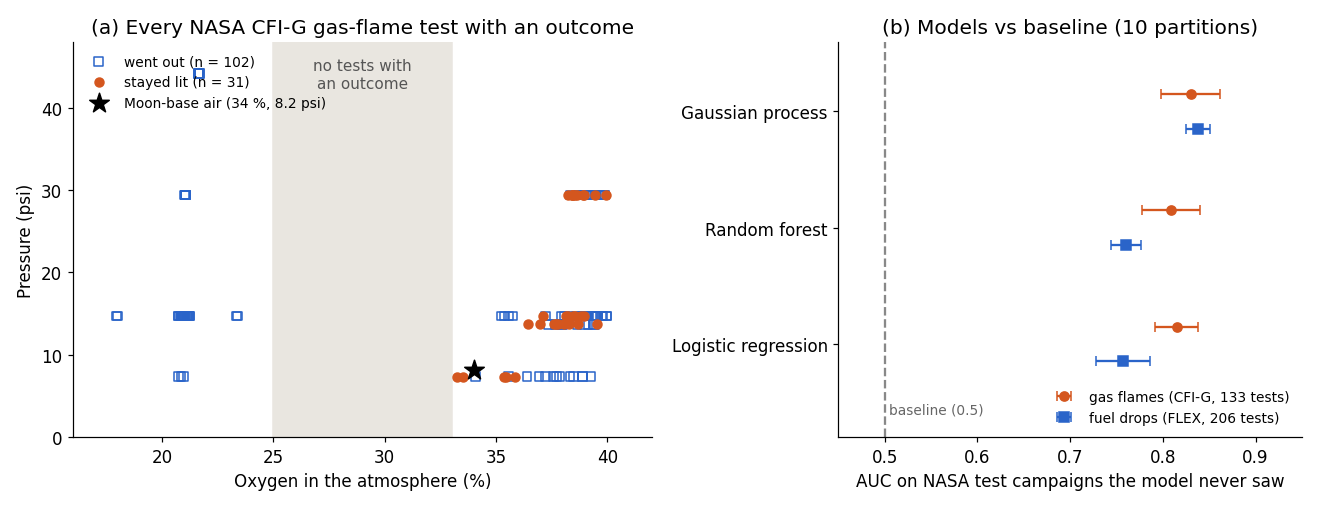 (a) Every NASA CFI-G gas-flame test with an outcome
went out (n = 102)
stayed lit (n = 31)
Moon-base air (34 %, 8.2 psi)
no tests with
an outcome
Pressure (psi)
40
30
20
10
0
20
25
30
35
40
Oxygen in the atmosphere (%)
(b) Models vs baseline (10 partitions)
Gaussian process
Random forest
Logistic regression
baseline (0.5)
gas flames (CFI-G, 133 tests)
fuel drops (FLEX, 206 tests)
0.5
0.6
0.7
0.8
0.9
AUC on NASA test campaigns the model never saw